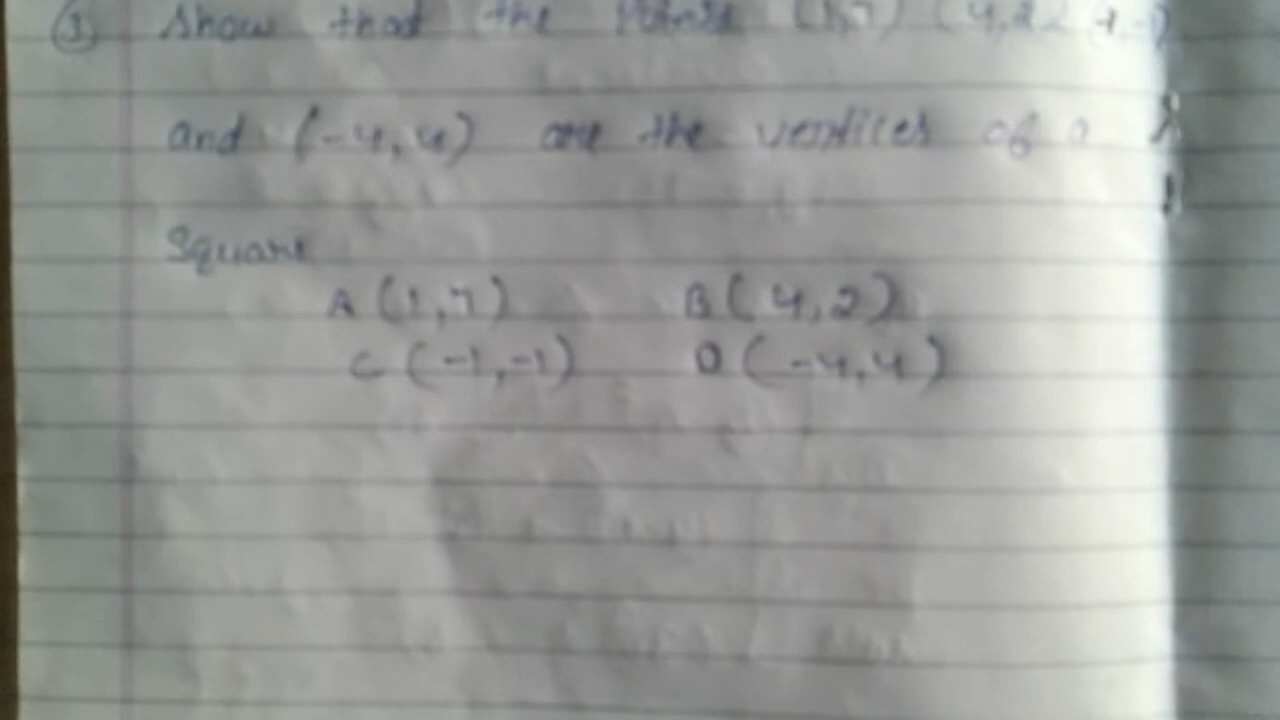 ③ Show that the Points (1,7) (4,2) (-1,-1)
and (-4,4) are the vertices of a
Square
A (1,7) B (4,2)
C (-1,-1) D (-4,4)